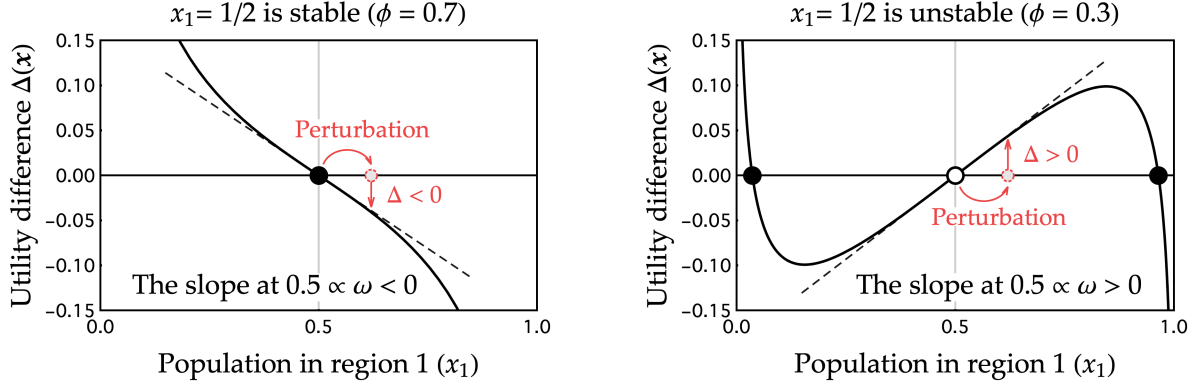 x₁= 1/2 is stable (ϕ = 0.7)
Utility difference Δ(x)
0.15
0.10
0.05
0.00
−0.05
−0.10
−0.15
Perturbation
Δ < 0
The slope at 0.5 ∝ ω < 0
0.0
0.5
1.0
Population in region 1 (x₁)
x₁= 1/2 is unstable (ϕ = 0.3)
Utility difference Δ(x)
0.15
0.10
0.05
0.00
−0.05
−0.10
−0.15
Δ > 0
Perturbation
The slope at 0.5 ∝ ω > 0
0.0
0.5
1.0
Population in region 1 (x₁)